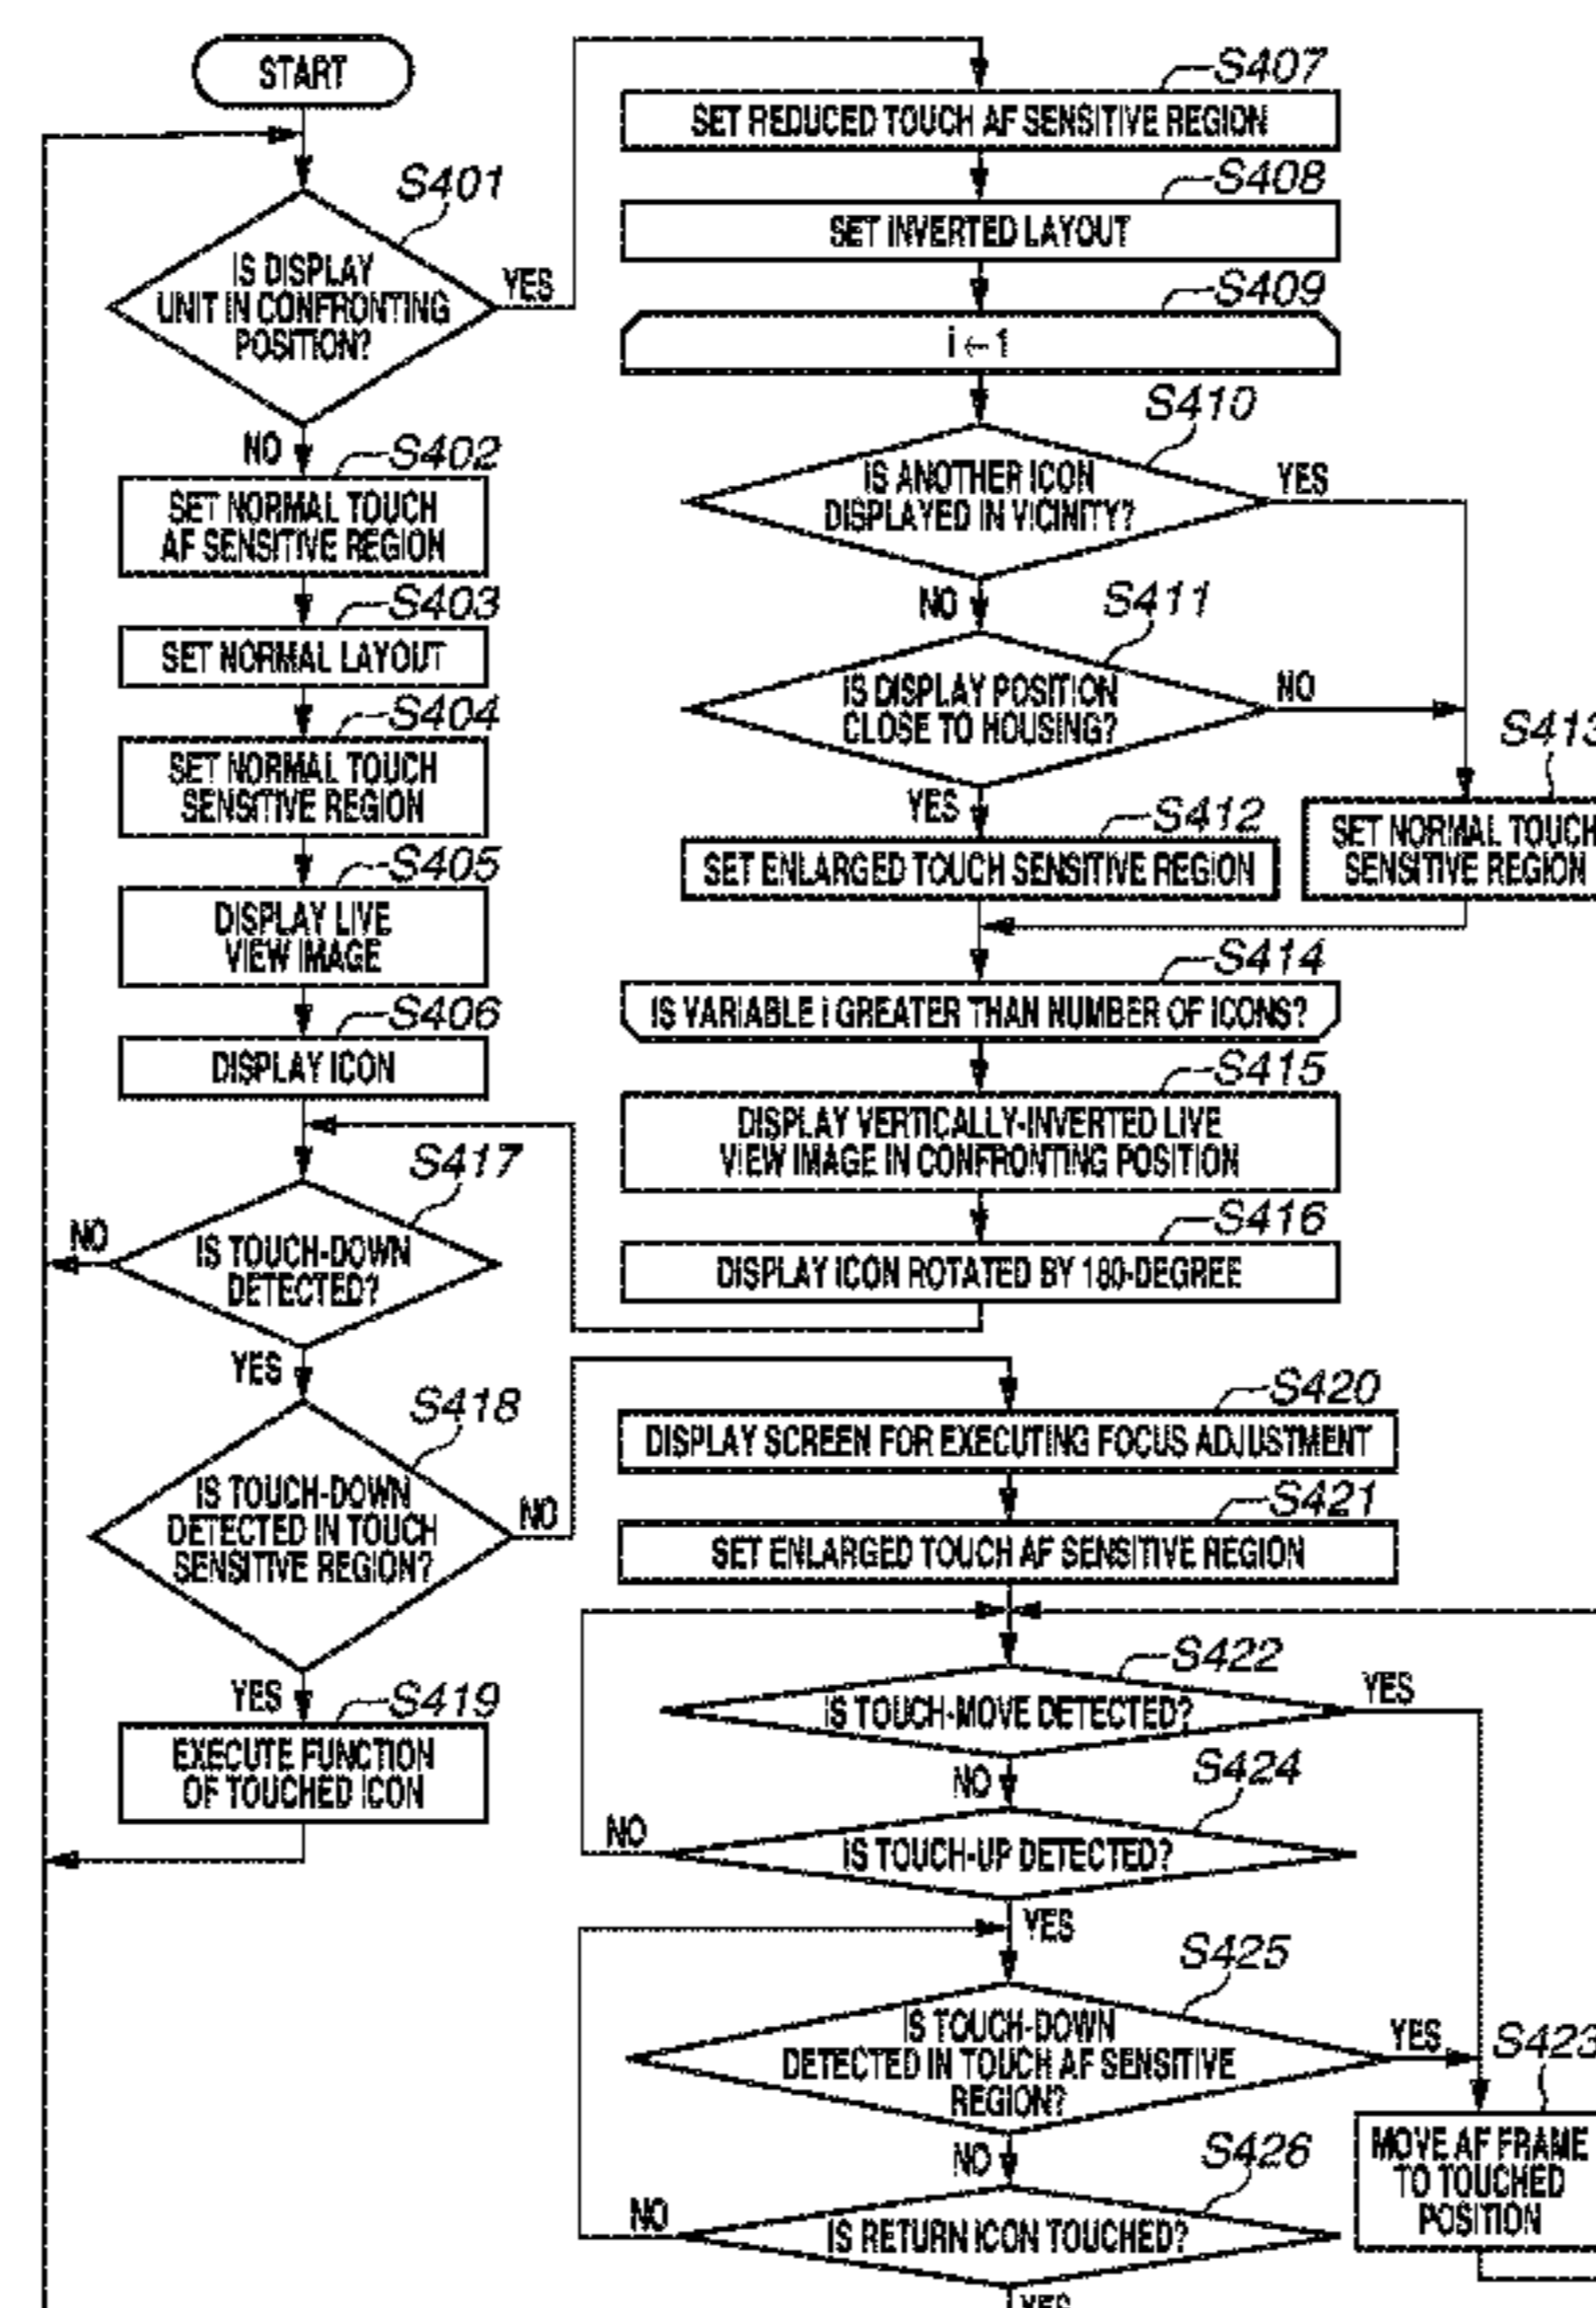 START
S401
IS DISPLAY
UNIT IN CONFRONTING
POSITION?
YES
NO
S402
SET NORMAL TOUCH
AF SENSITIVE REGION
S403
SET NORMAL LAYOUT
S404
SET NORMAL TOUCH
SENSITIVE REGION
S405
DISPLAY LIVE
VIEW IMAGE
S406
DISPLAY ICON
S407
SET REDUCED TOUCH AF SENSITIVE REGION
S408
SET INVERTED LAYOUT
S409
i ← 1
S410
IS ANOTHER ICON
DISPLAYED IN VICINITY?
YES
NO
S411
IS DISPLAY POSITION
CLOSE TO HOUSING?
NO
YES
S412
SET ENLARGED TOUCH SENSITIVE REGION
S413
SET NORMAL TOUCH
SENSITIVE REGION
S414
IS VARIABLE i GREATER THAN NUMBER OF ICONS?
S415
DISPLAY VERTICALLY-INVERTED LIVE
VIEW IMAGE IN CONFRONTING POSITION
S416
DISPLAY ICON ROTATED BY 180-DEGREE
S417
IS TOUCH-DOWN
DETECTED?
NO
YES
S418
IS TOUCH-DOWN
DETECTED IN TOUCH
SENSITIVE REGION?
NO
YES
S419
EXECUTE FUNCTION
OF TOUCHED ICON
S420
DISPLAY SCREEN FOR EXECUTING FOCUS ADJUSTMENT
S421
SET ENLARGED TOUCH AF SENSITIVE REGION
S422
IS TOUCH-MOVE DETECTED?
YES
NO
S424
IS TOUCH-UP DETECTED?
NO
YES
S425
IS TOUCH-DOWN
DETECTED IN TOUCH AF SENSITIVE
REGION?
YES
NO
S423
MOVE AF FRAME
TO TOUCHED
POSITION
S426
IS RETURN ICON TOUCHED?
NO
YES